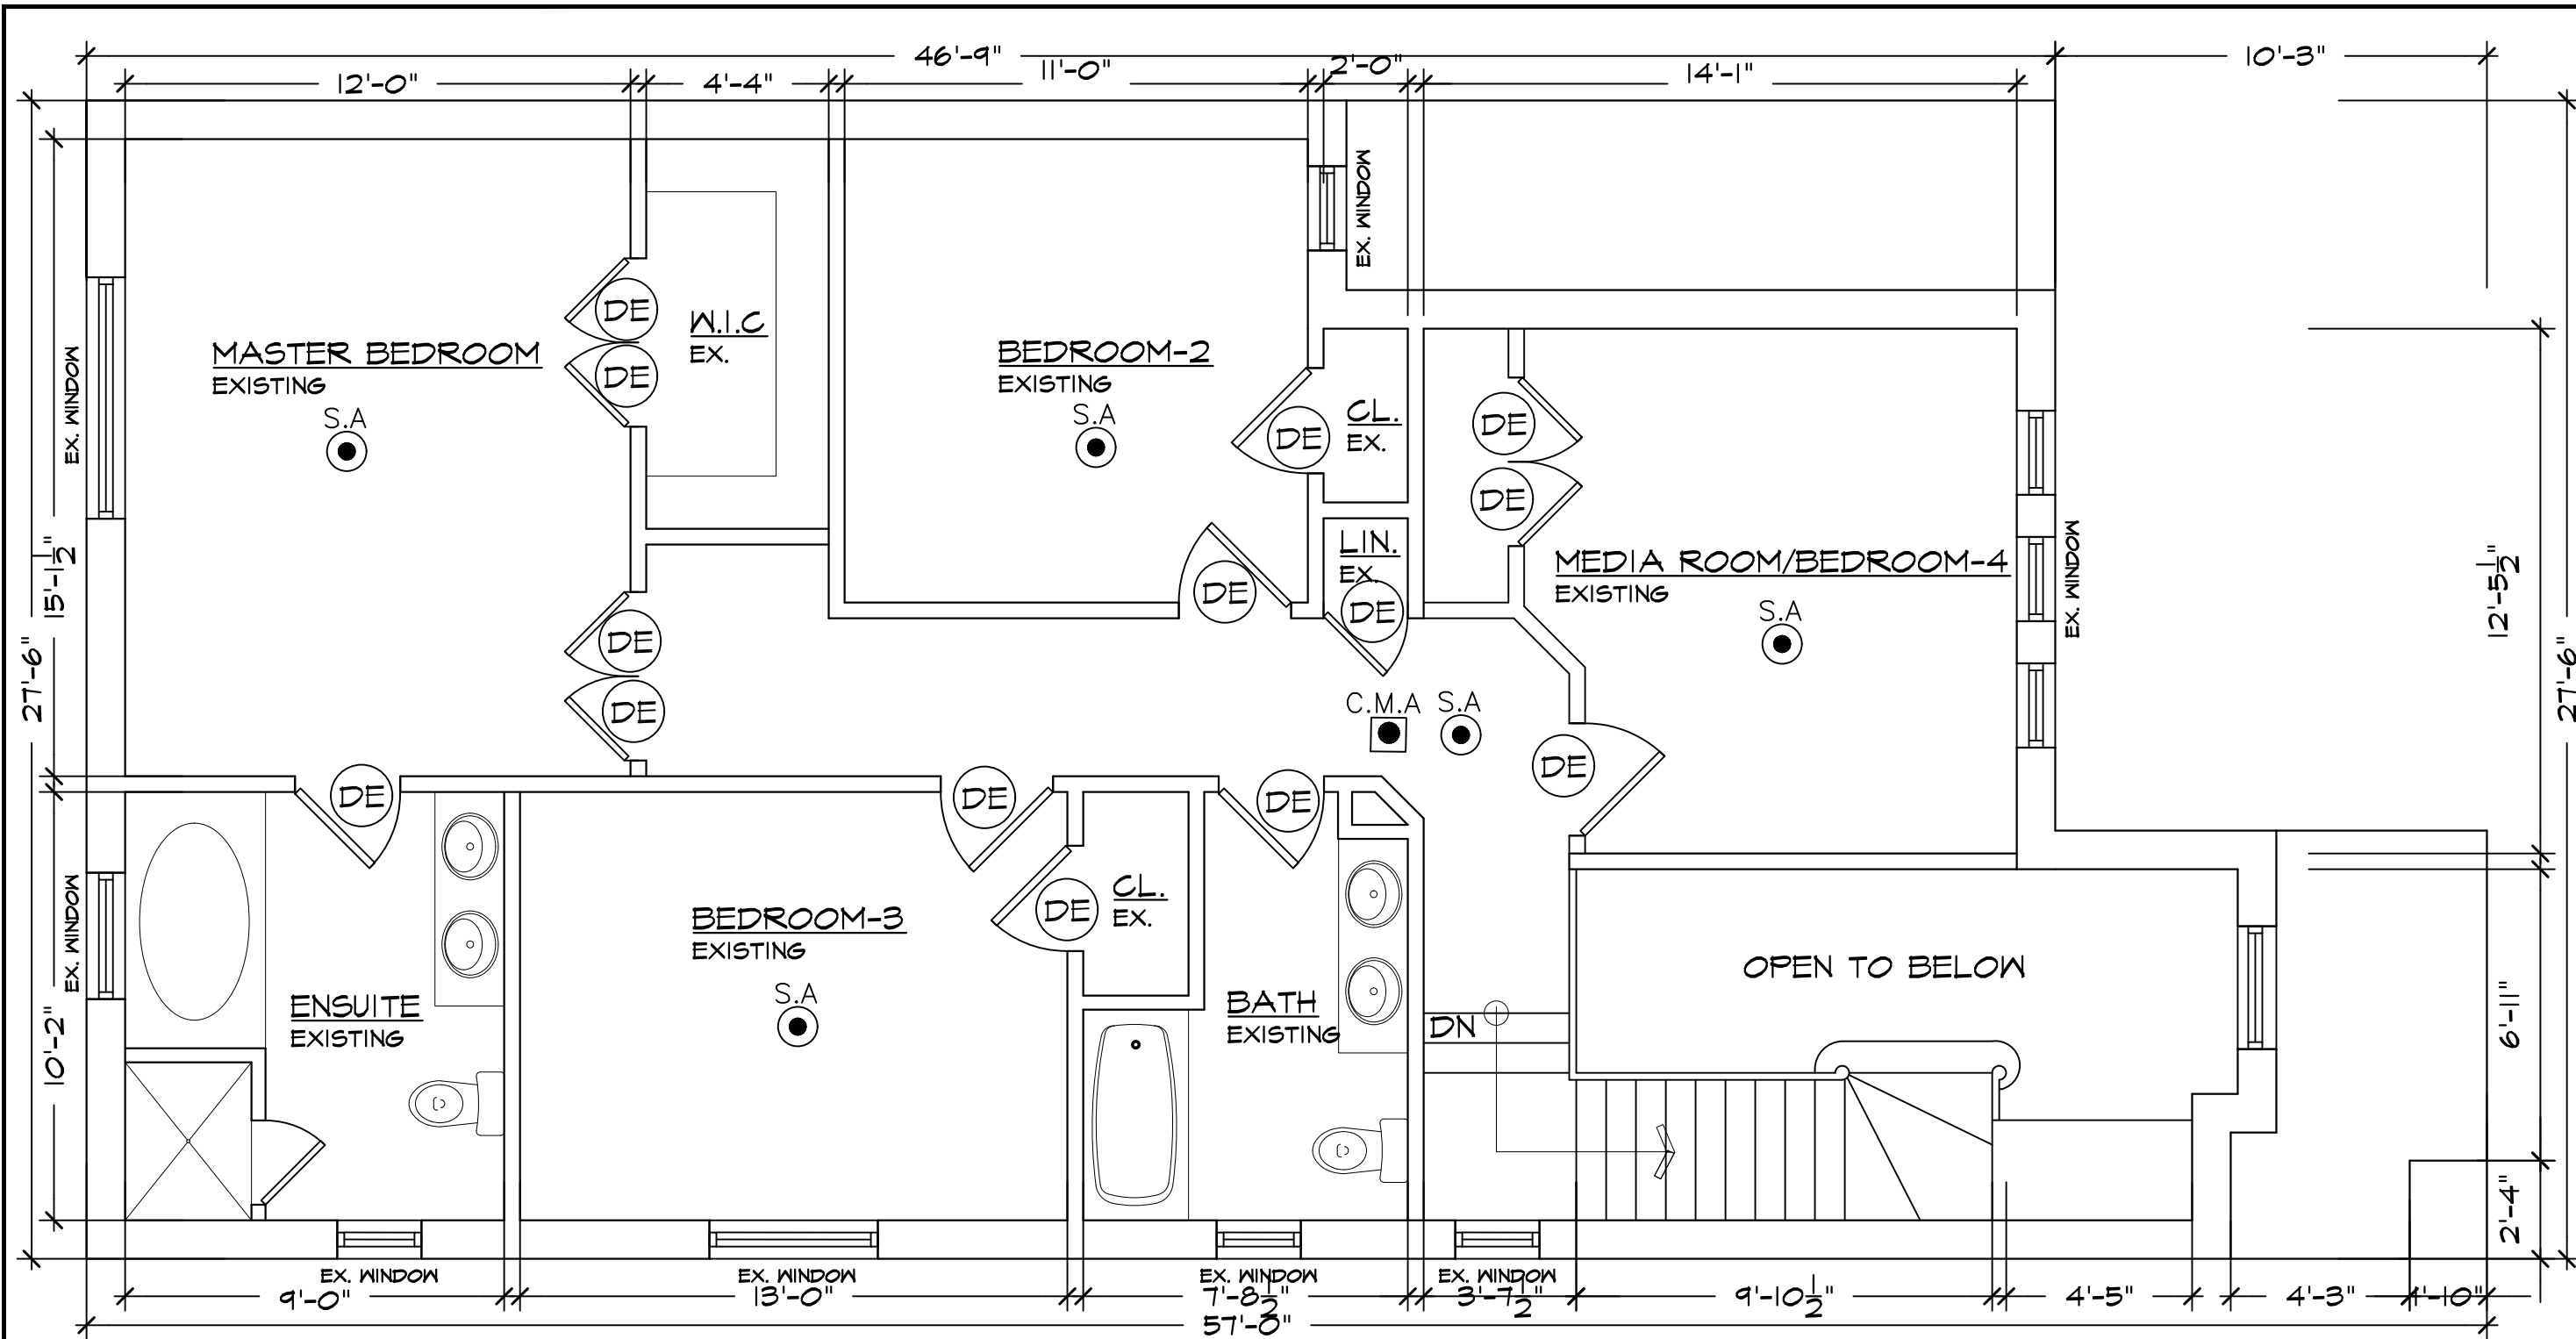 46'-9"
10'-3"
12'-0"
4'-4"
11'-0"
2'-0"
14'-1"
EX. WINDOW
W.I.C
EX.
DE
DE
MASTER BEDROOM
EXISTING
S.A
EX. WINDOW
BEDROOM-2
EXISTING
S.A
DE
CL.
EX.
DE
DE
LIN.
EX.
DE
DE
MEDIA ROOM/BEDROOM-4
EXISTING
S.A
EX. WINDOW
15'-1 1/2"
27'-6"
12'-5 1/2"
27'-6"
DE
DE
C.M.A
S.A
DE
DE
DE
DE
EX. WINDOW
BEDROOM-3
EXISTING
S.A
DE
CL.
EX.
OPEN TO BELOW
ENSUITE
EXISTING
BATH
EXISTING
DN
10'-2"
6'-11"
2'-4"
EX. WINDOW
EX. WINDOW
EX. WINDOW
EX. WINDOW
9'-0"
13'-0"
7'-8 1/2"
3'-7 1/2"
9'-10 1/2"
4'-5"
4'-3"
1'-10"
57'-0"